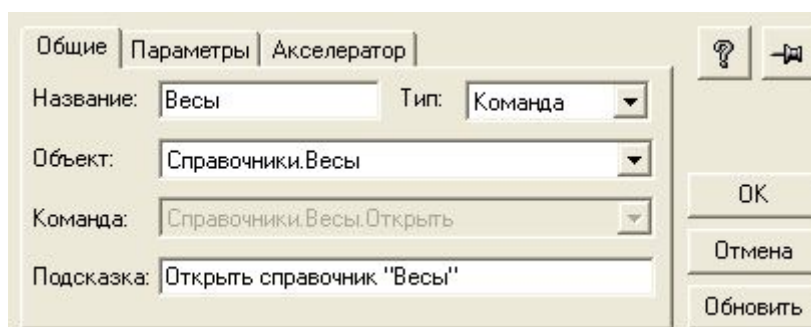 Общие Параметры Акселератор
Название: Весы Тип: Команда
Объект: Справочники.Весы
Команда: Справочники.Весы.Открыть
Подсказка: Открыть справочник "Весы"
?
OK
Отмена
Обновить